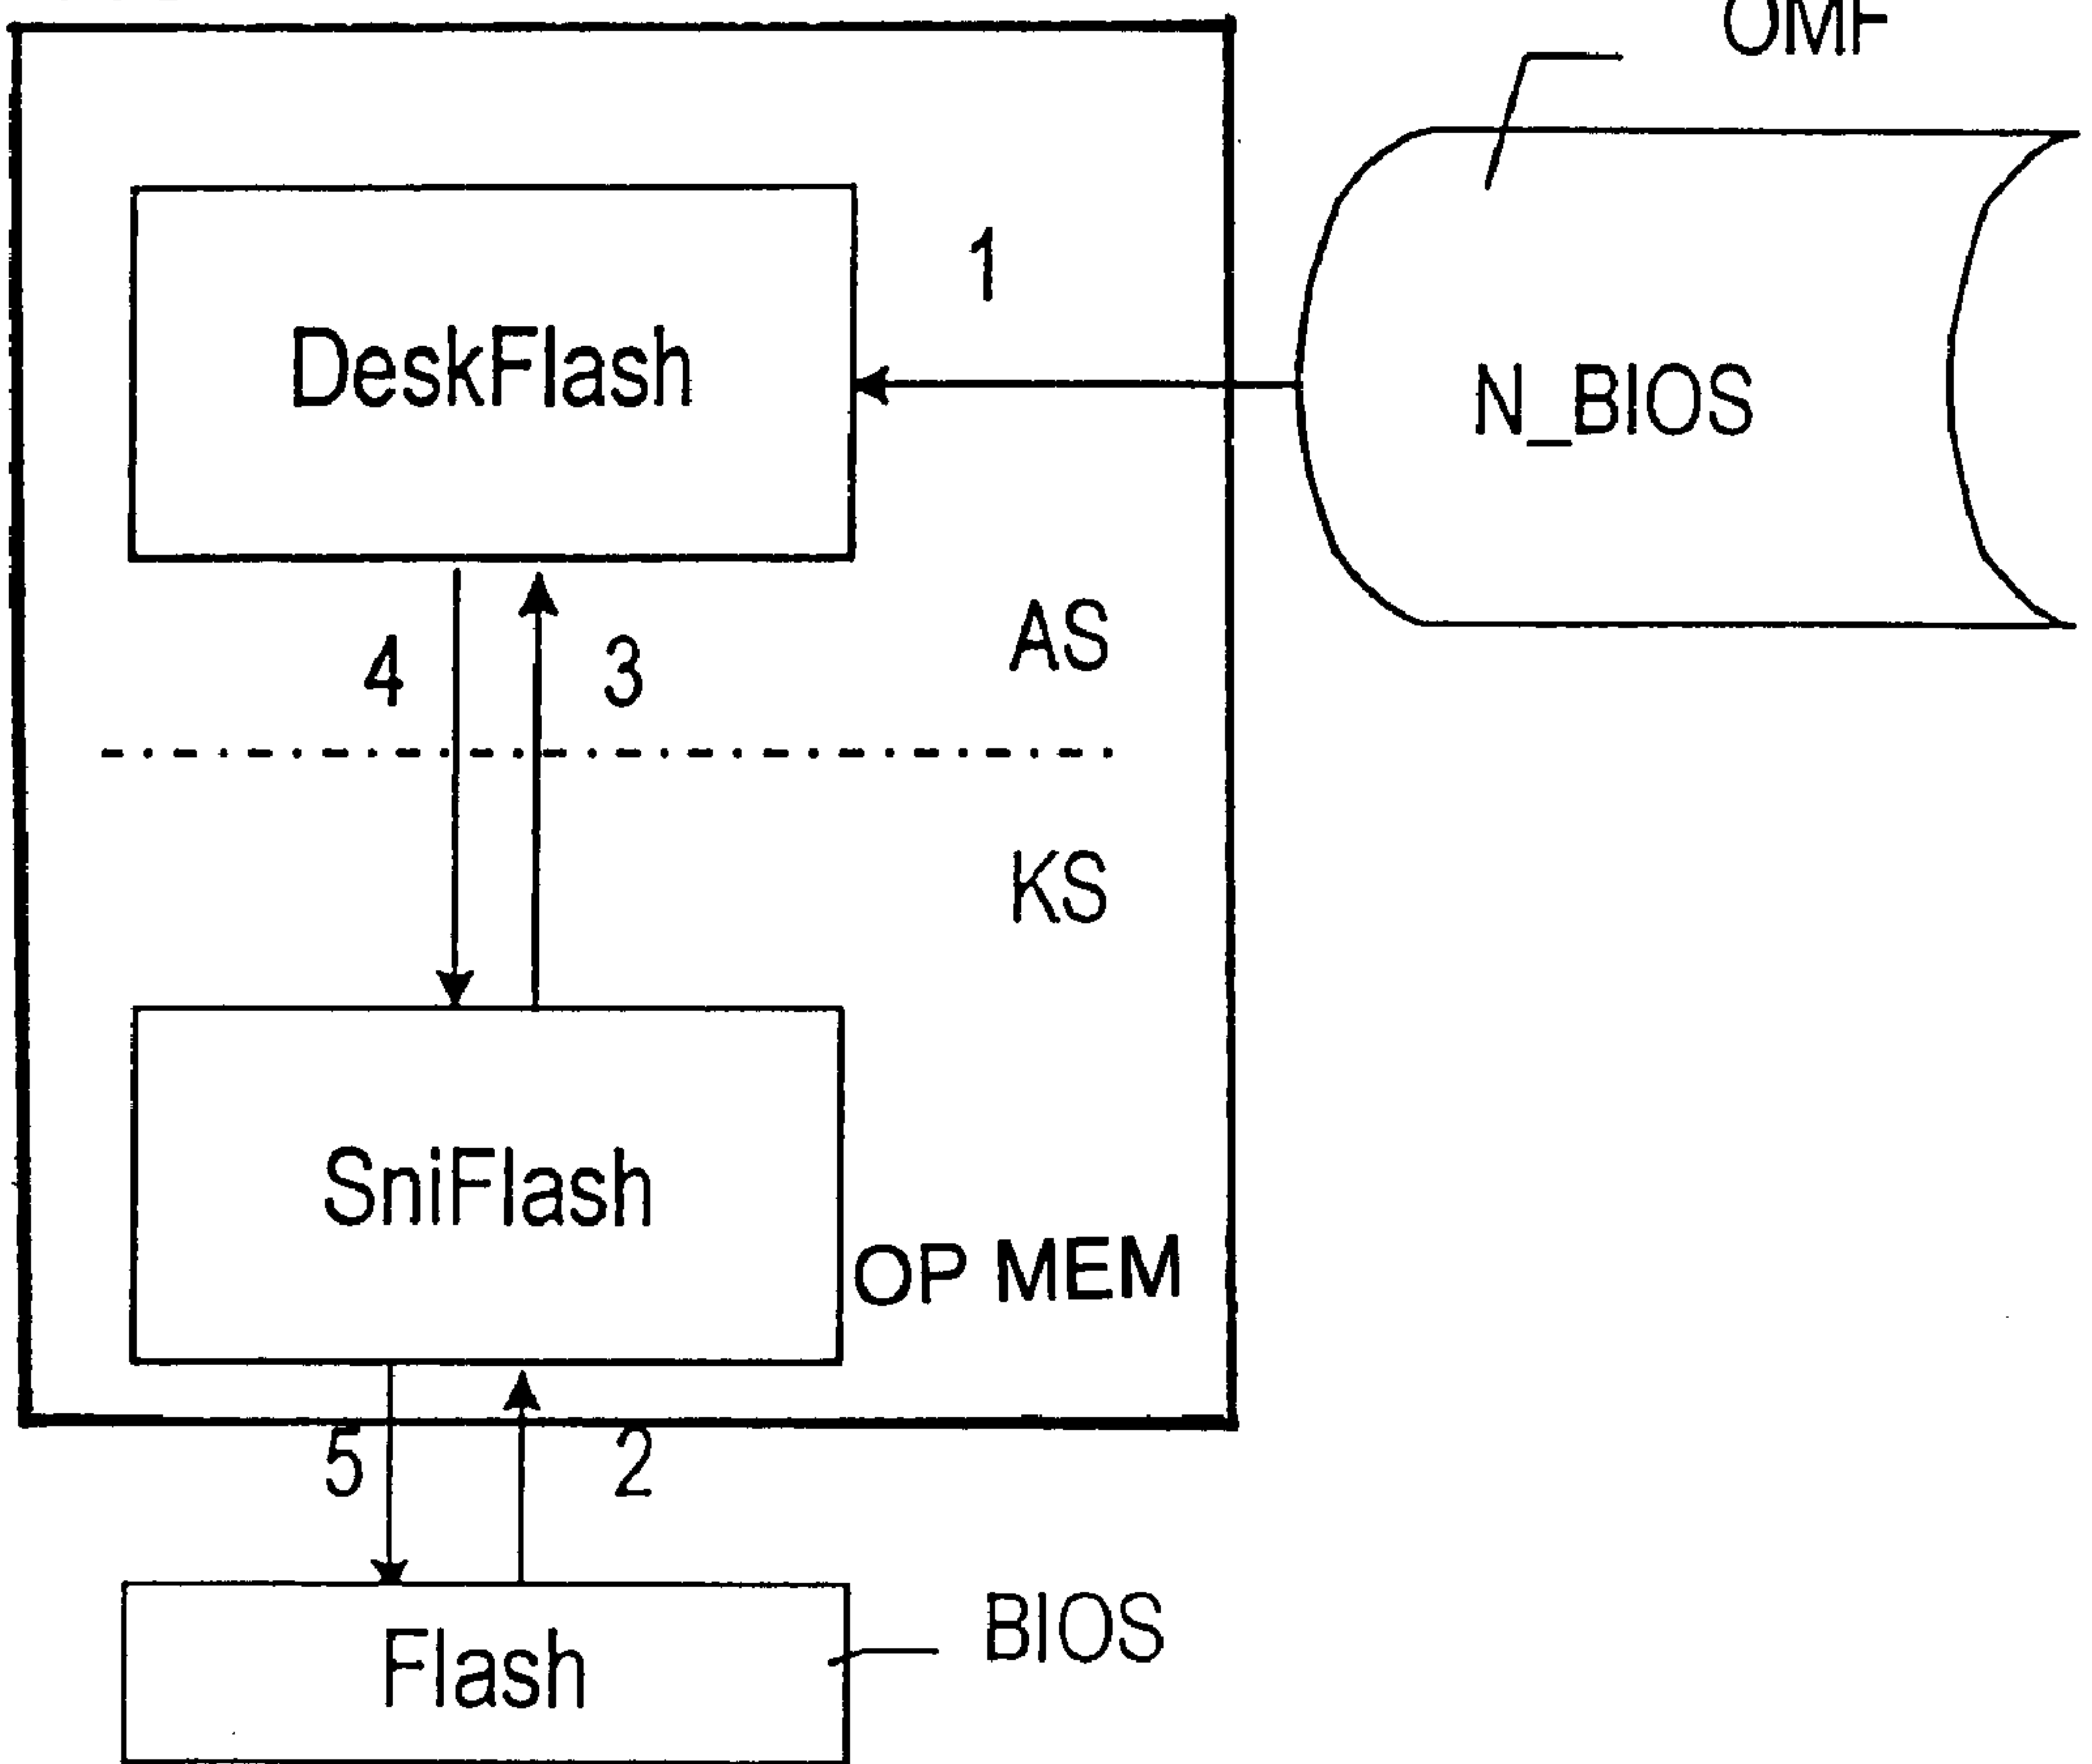 OMF
1
DeskFlash
N_BIOS
4
3
AS
KS
SniFlash
OP MEM
5
2
Flash
BIOS